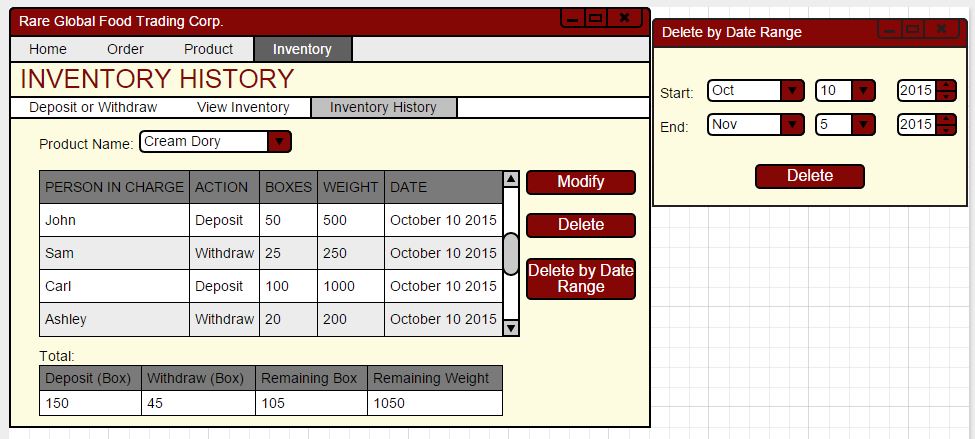 Rare Global Food Trading Corp.
Home Order Product Inventory
INVENTORY HISTORY
Deposit or Withdraw View Inventory Inventory History
Product Name: Cream Dory
PERSON IN CHARGE ACTION BOXES WEIGHT DATE
John Deposit 50 500 October 10 2015
Sam Withdraw 25 250 October 10 2015
Carl Deposit 100 1000 October 10 2015
Ashley Withdraw 20 200 October 10 2015
Modify
Delete
Delete by Date
Range
Total:
Deposit (Box) Withdraw (Box) Remaining Box Remaining Weight
150 45 105 1050
Delete by Date Range
Start: Oct 10 2015
End: Nov 5 2015
Delete